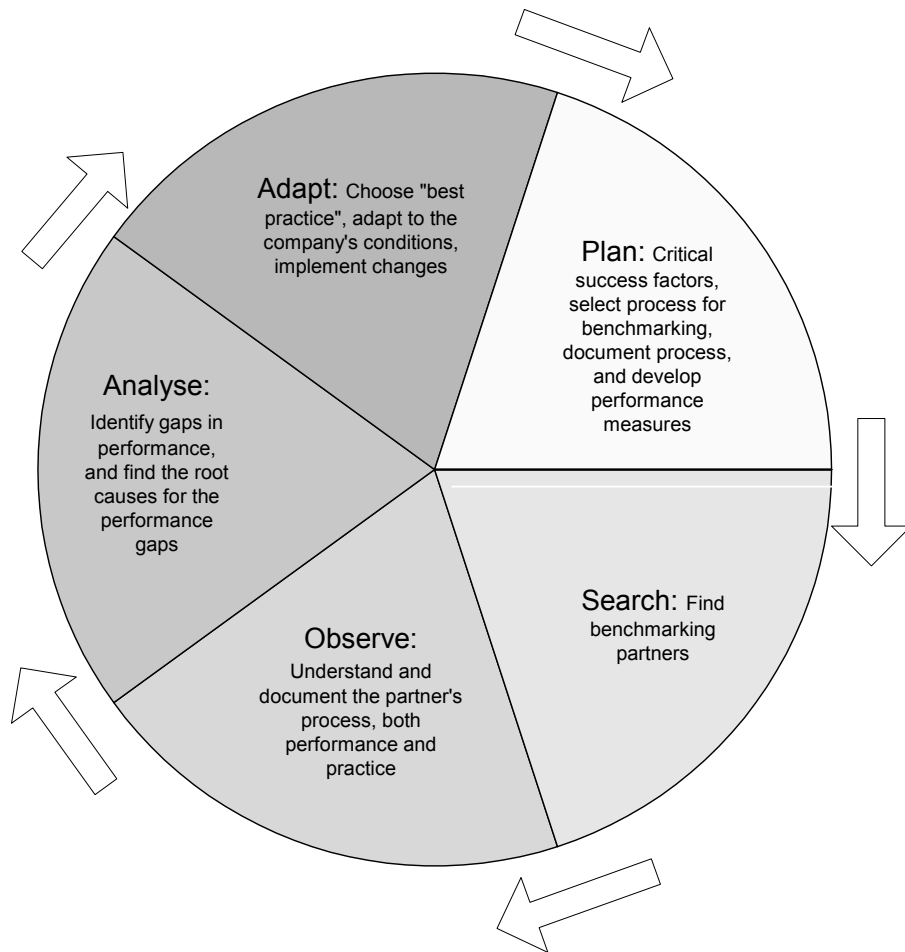 Adapt: Choose "best
practice", adapt to the
company's conditions,
implement changes
Plan: Critical
success factors,
select process for
benchmarking,
document process,
and develop
performance
measures
Search: Find
benchmarking
partners
Observe:
Understand and
document the partner's
process, both
performance and
practice
Analyse:
Identify gaps in
performance,
and find the root
causes for the
performance
gaps